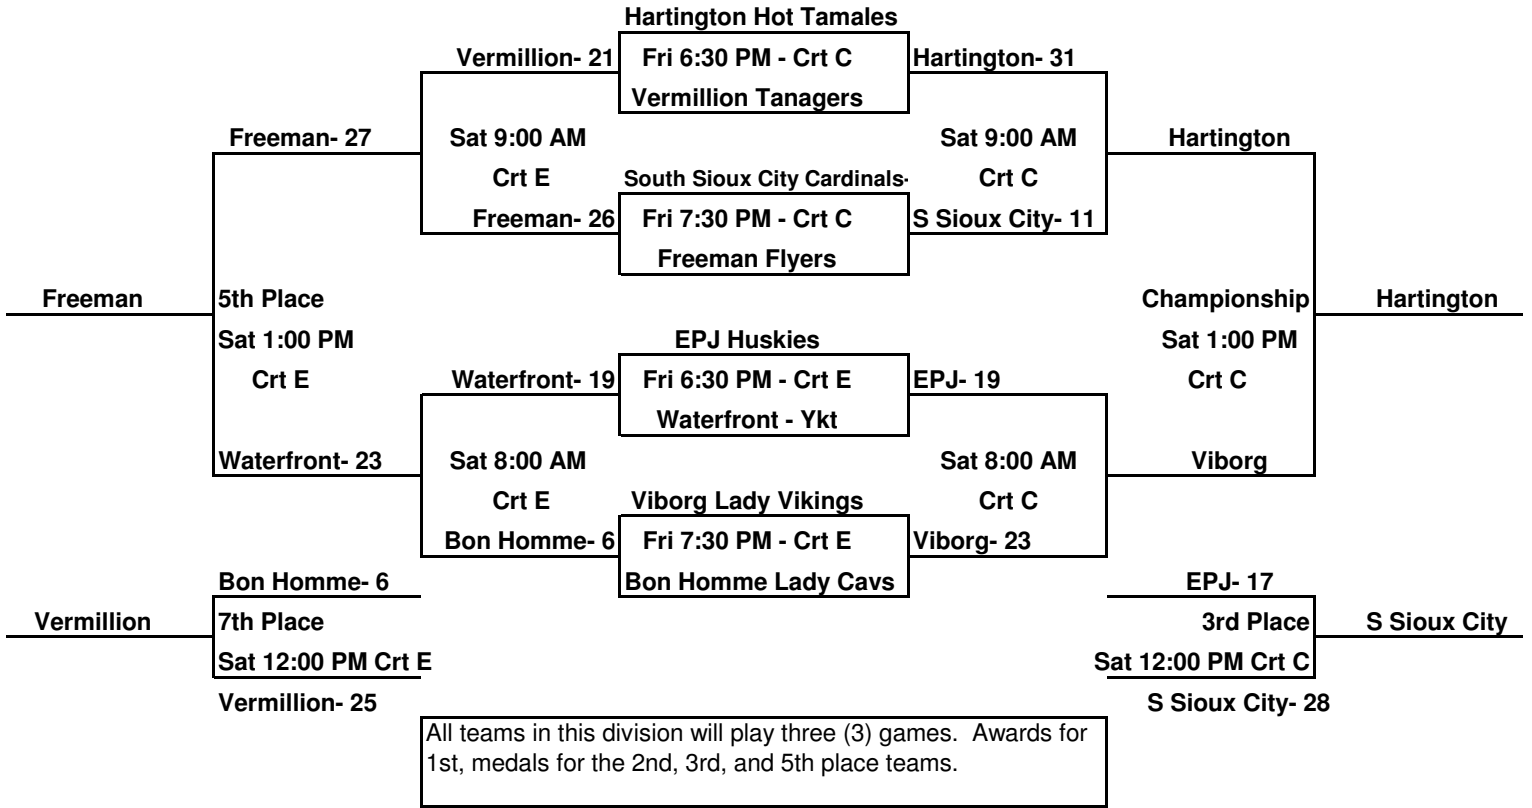 Hartington Hot Tamales
Vermillion- 21 Fri 6:30 PM - Crt C Hartington- 31
Vermillion Tanagers
Freeman- 27 Sat 9:00 AM Sat 9:00 AM Hartington
Crt E South Sioux City Cardinals- Crt C
Freeman- 26 Fri 7:30 PM - Crt C S Sioux City- 11
Freeman Flyers
Freeman 5th Place Championship Hartington
Sat 1:00 PM EPJ Huskies Sat 1:00 PM
Crt E Waterfront- 19 Fri 6:30 PM - Crt E EPJ- 19 Crt C
Waterfront - Ykt
Waterfront- 23 Sat 8:00 AM Sat 8:00 AM Viborg
Crt E Viborg Lady Vikings Crt C
Bon Homme- 6 Fri 7:30 PM - Crt E Viborg- 23
Bon Homme- 6 Bon Homme Lady Cavs EPJ- 17
Vermillion 7th Place 3rd Place S Sioux City
Sat 12:00 PM Crt E Sat 12:00 PM Crt C
Vermillion- 25 S Sioux City- 28
All teams in this division will play three (3) games.  Awards for
1st, medals for the 2nd, 3rd, and 5th place teams.